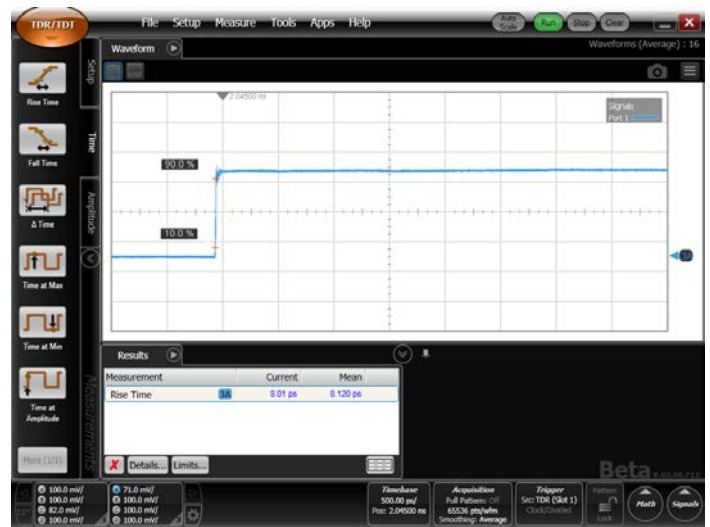 TDR/TDT
File Setup Measure Tools Apps Help
Auto Scale
Run
Stop
Clear
Waveform
Waveforms (Average) : 16
Setup
Time
Amplitude
Measurements
Rise Time
Fall Time
Δ Time
Time at Max
Time at Min
Time at Amplitude
More (1/1)
2.04500 ns
Signals
Port 1
90.0 %
10.0 %
3A
Results
Measurement Current Mean
Rise Time 3A 8.01 ps 8.120 ps
Details... Limits...
Beta
100.0 mV/
100.0 mV/
82.0 mV/
100.0 mV/
71.0 mV/
100.0 mV/
100.0 mV/
100.0 mV/
Timebase
500.00 ps/
Pos: 2.04500 ns
Acquisition
Full Pattern: Off
65536 pts/wfm
Smoothing: Average
Trigger
Src: TDR (Slot 1)
Clock/Divided
Pattern
Lock
Math
Signals